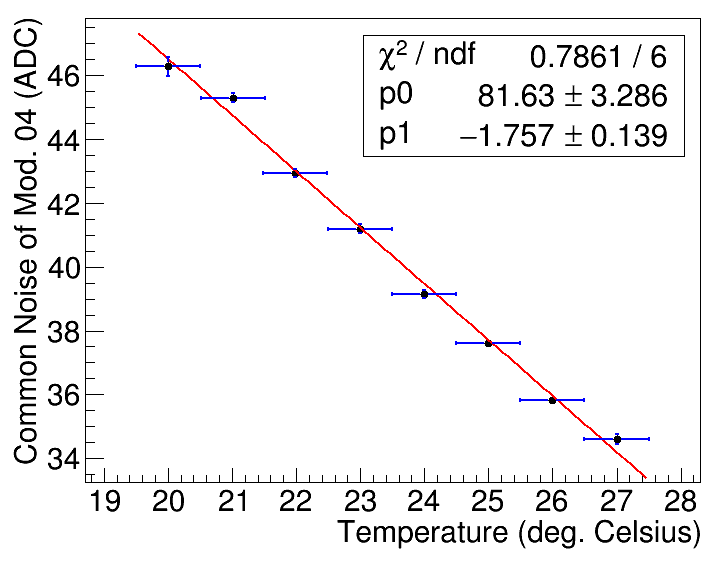 Common Noise of Mod. 04 (ADC)
χ² / ndf 0.7861 / 6
p0 81.63 ± 3.286
p1 −1.757 ± 0.139
46
44
42
40
38
36
34
19 20 21 22 23 24 25 26 27 28
Temperature (deg. Celsius)